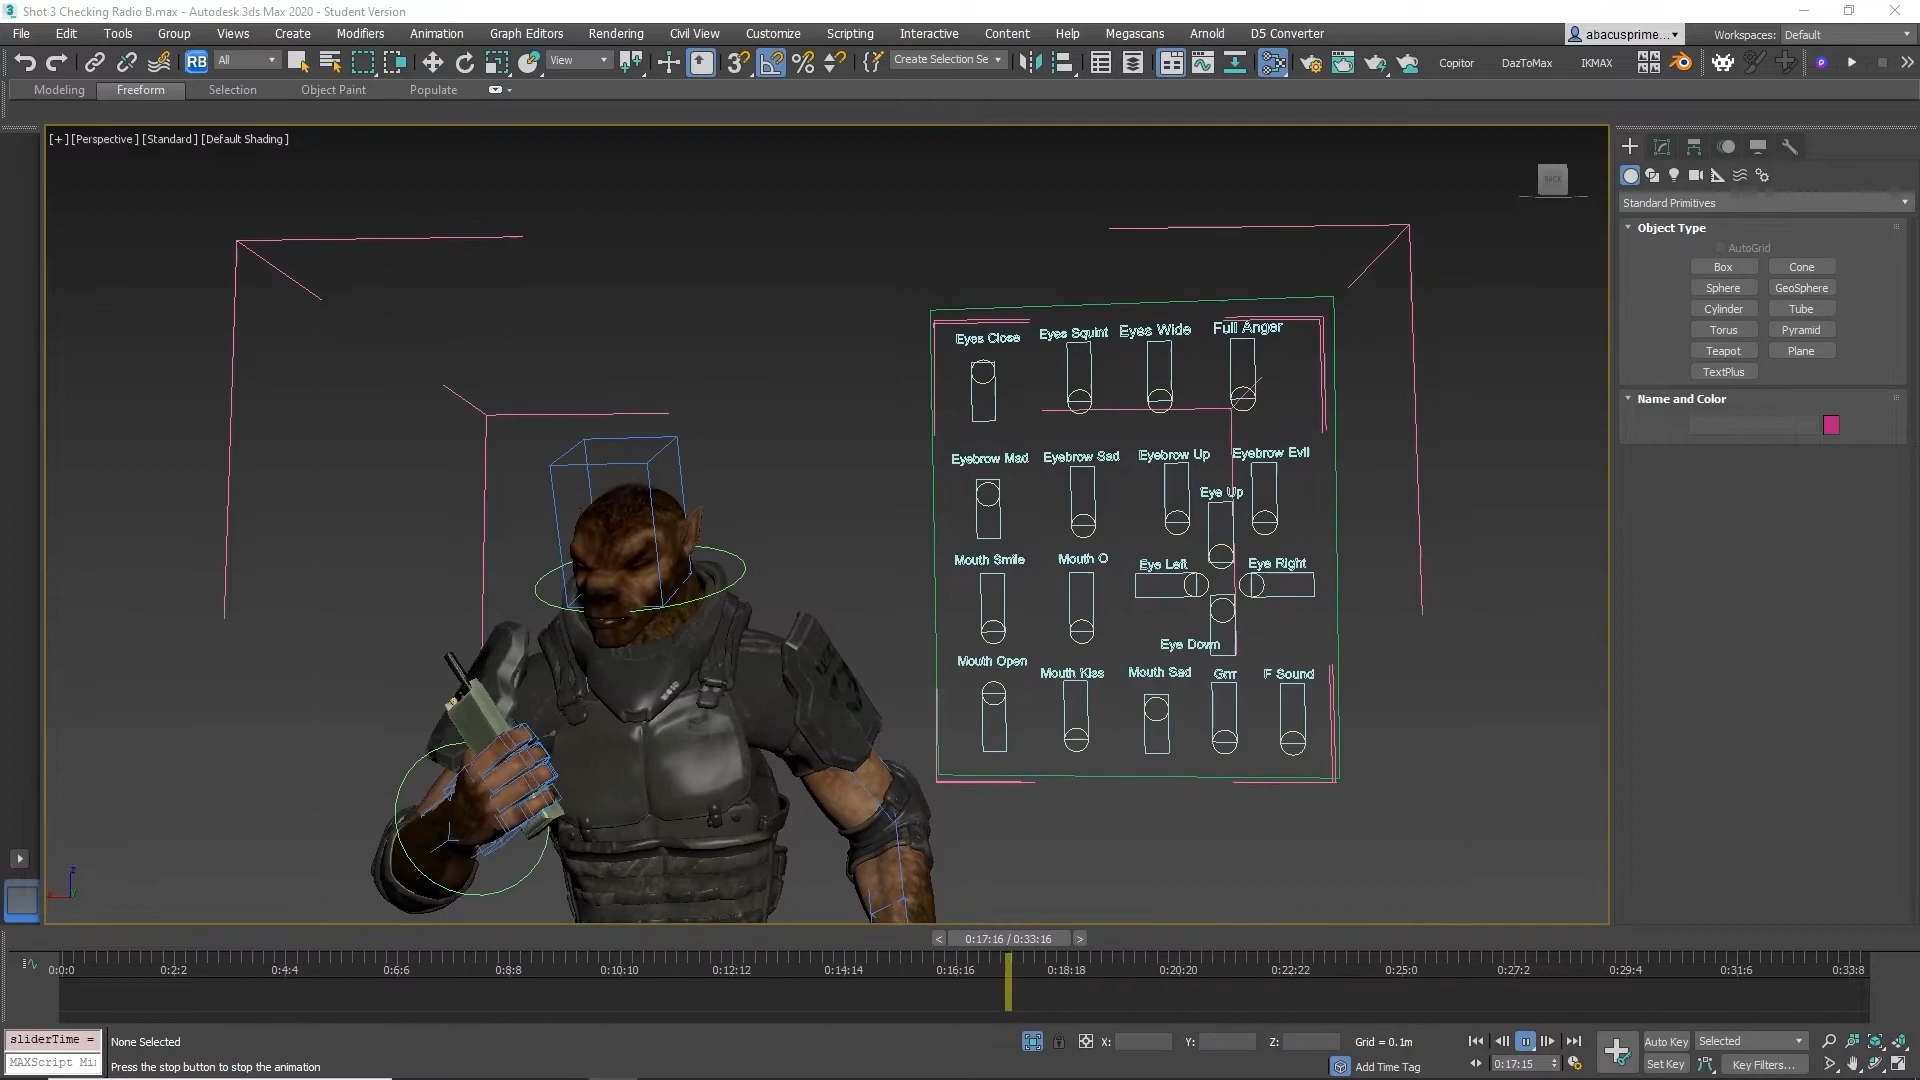 Shot 3 Checking Radio B.max - Autodesk 3ds Max 2020 - Student Version
File Edit Tools Group Views Create Modifiers Animation Graph Editors Rendering Civil View Customize Scripting Interactive Content Help Megascans Arnold D5 Converter
abacusprime... Workspaces: Default
RB All View Create Selection Se Copitor DazToMax IKMAX
Modeling Freeform Selection Object Paint Populate
[+] [Perspective] [Standard] [Default Shading]
BACK
Standard Primitives
Object Type
AutoGrid
Box Cone
Sphere GeoSphere
Cylinder Tube
Torus Pyramid
Teapot Plane
TextPlus
Name and Color
Eyes Close Eyes Squint Eyes Wide Full Anger
Eyebrow Mad Eyebrow Sad Eyebrow Up Eyebrow Evil
Eye Up
Mouth Smile Mouth O Eye Left Eye Right
Eye Down
Mouth Open Mouth Kiss Mouth Sad Grrr F Sound
< 0:17:16 / 0:33:16 >
0:0:0 0:2:2 0:4:4 0:6:6 0:8:8 0:10:10 0:12:12 0:14:14 0:16:16 0:18:18 0:20:20 0:22:22 0:25:0 0:27:2 0:29:4 0:31:6 0:33:8
sliderTime = None Selected X: Y: Z: Grid = 0.1m Auto Key Selected
MAXScript Mi Press the stop button to stop the animation Add Time Tag 0:17:15 Set Key Key Filters...